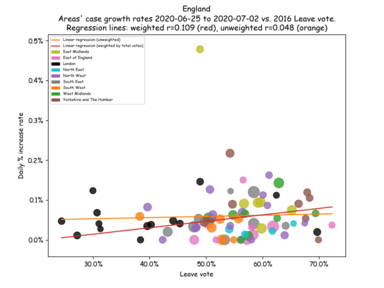 England
Areas' case growth rates 2020-06-25 to 2020-07-02 vs. 2016 Leave vote.
Regression lines: weighted r=0.109 (red), unweighted r=0.048 (orange)
Linear regression (unweighted)
Linear regression (weighted by total votes)
East Midlands
East of England
London
North East
North West
South East
South West
West Midlands
Yorkshire and The Humber
Daily % increase rate
0.5%
0.1%
0.3%
0.2%
0.1%
0.0%
30.0%
40.0%
50.0%
60.0%
70.0%
Leave vote